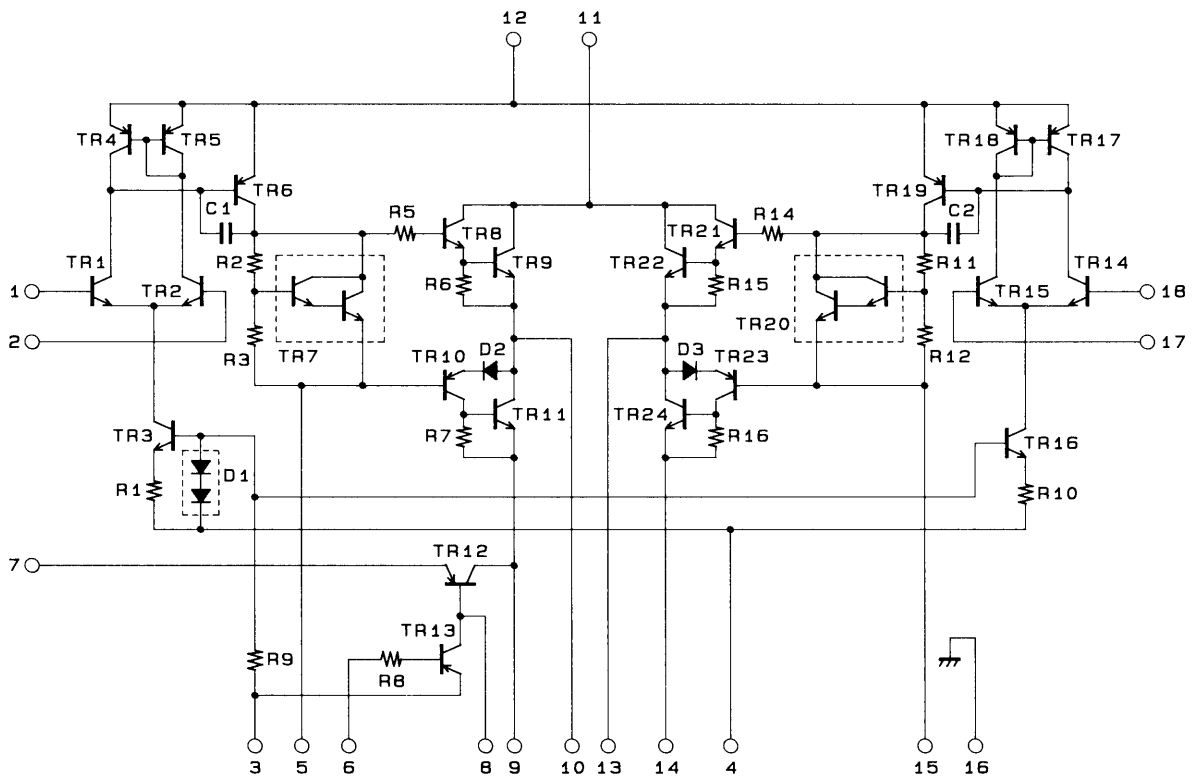 12 11
TR4 TR5 TR18 TR17
TR6 TR19
C1 C2
R5 R14
TR8 TR21
TR1 R2 TR9 TR22 R11 TR14
1 TR2 R6 R15 TR15 18
TR20
2 R3 TR7 D2 D3 R12 17
TR10 TR23
TR11 TR24
TR3 R7 R16 TR16
D1
R1 R10
7 TR12
TR13
R9
R8
3 5 6 8 9 10 13 14 4 15 16